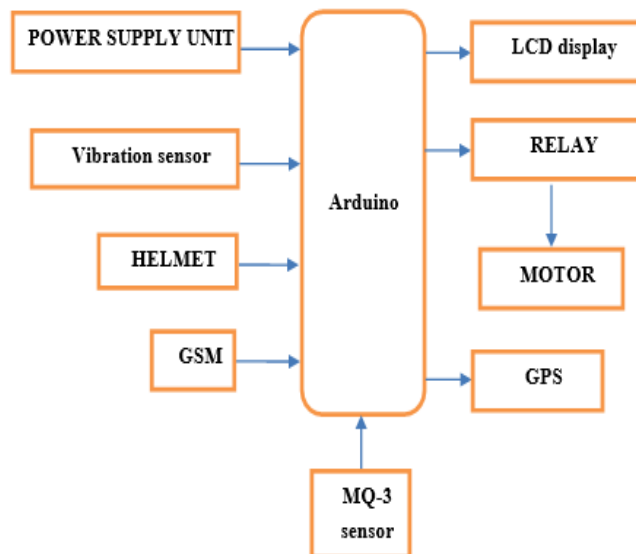 POWER SUPPLY UNIT
LCD display
Vibration sensor
RELAY
Arduino
HELMET
MOTOR
GSM
GPS
MQ-3
sensor